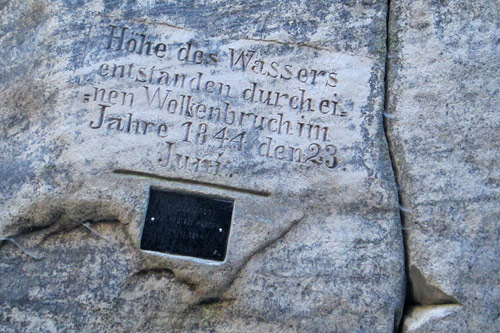 Höhe des Wassers
entstanden durch ei=
=nen Wolkenbruch im
Jahre 1844 den 23.
Juni.